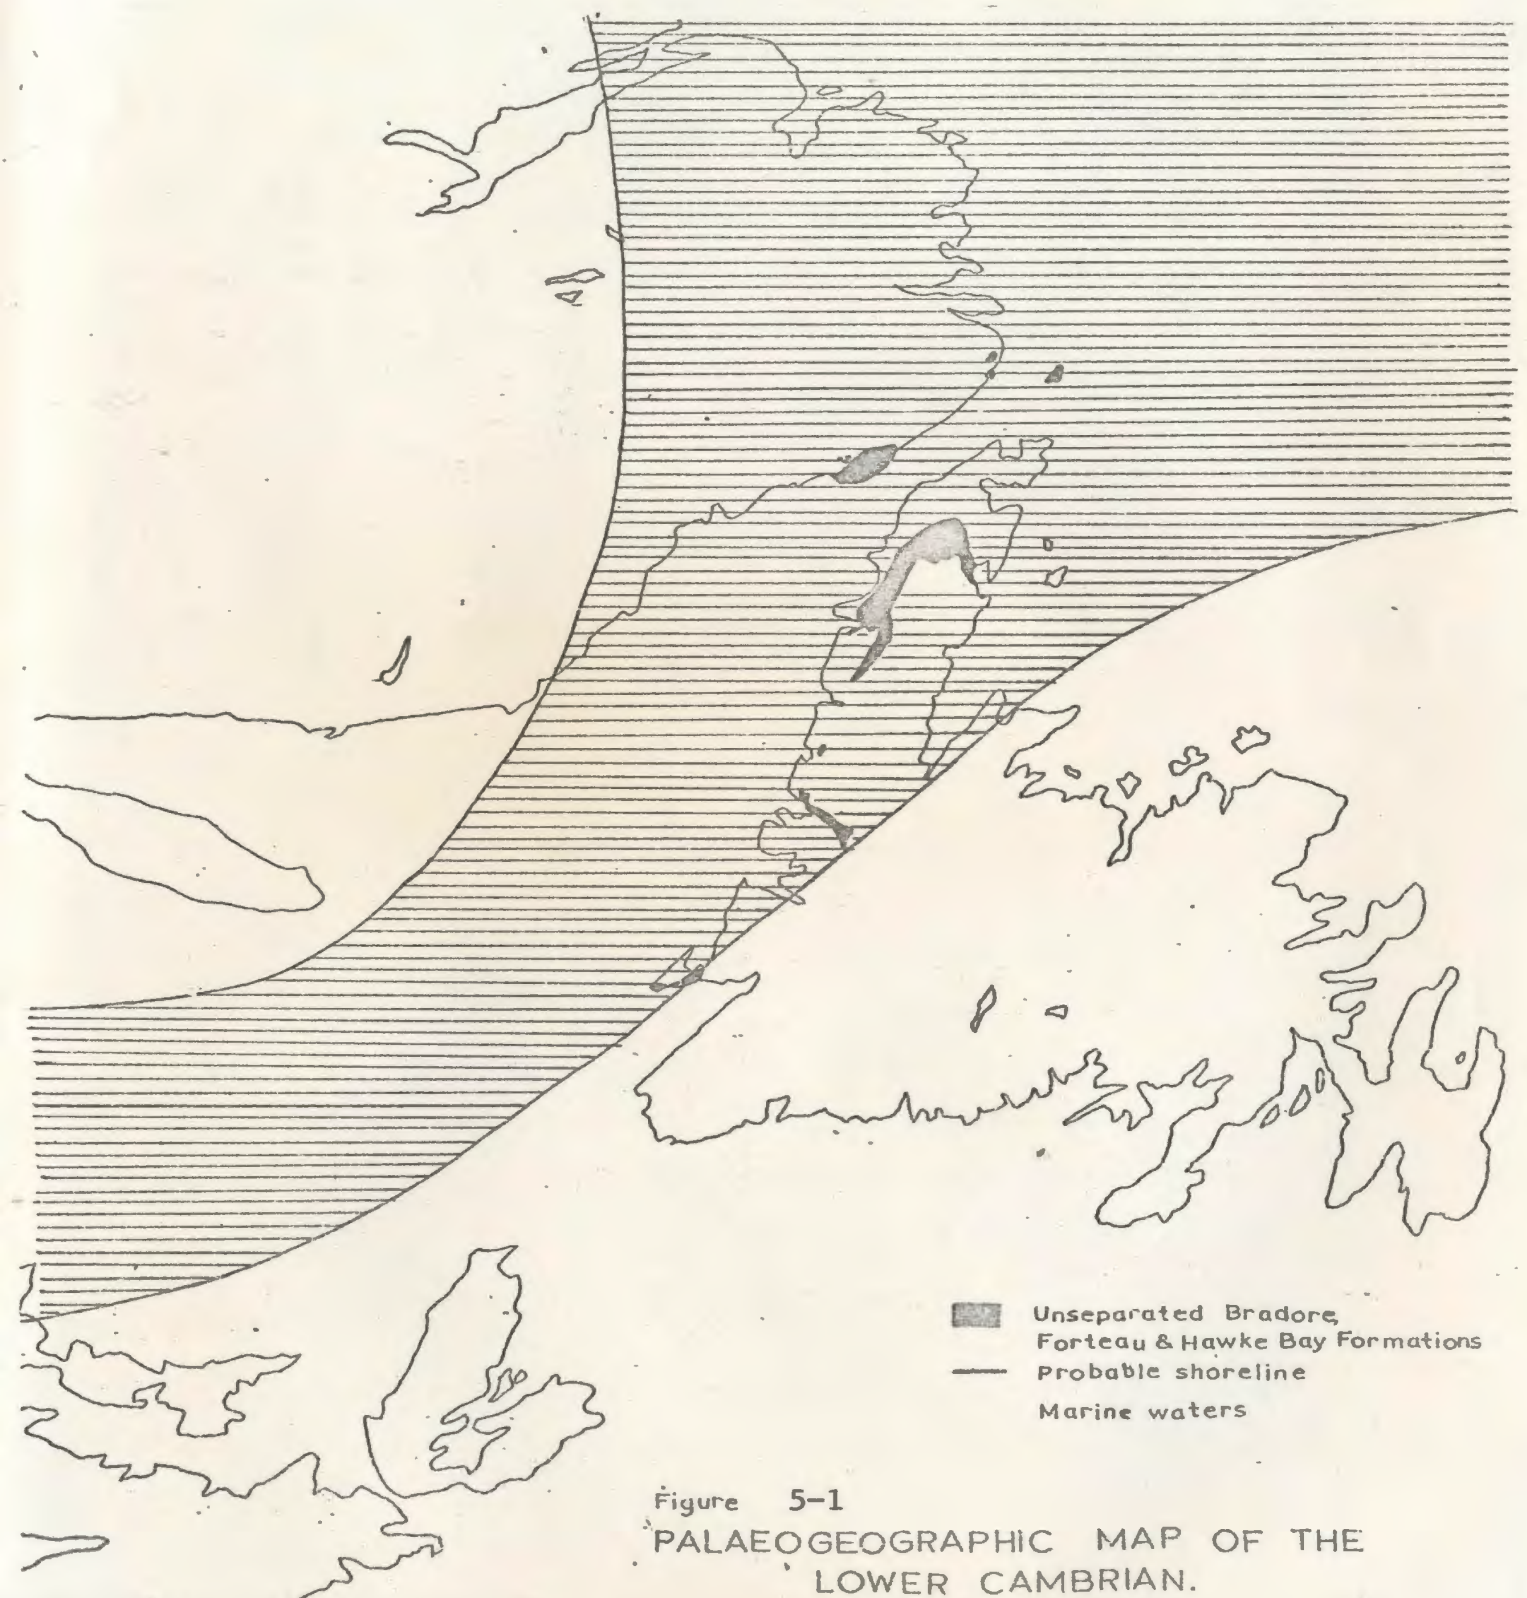 Unseparated Bradore,
Forteau & Hawke Bay Formations
Probable shoreline
Marine waters
Figure 5-1
PALAEOGEOGRAPHIC MAP OF THE
LOWER CAMBRIAN.